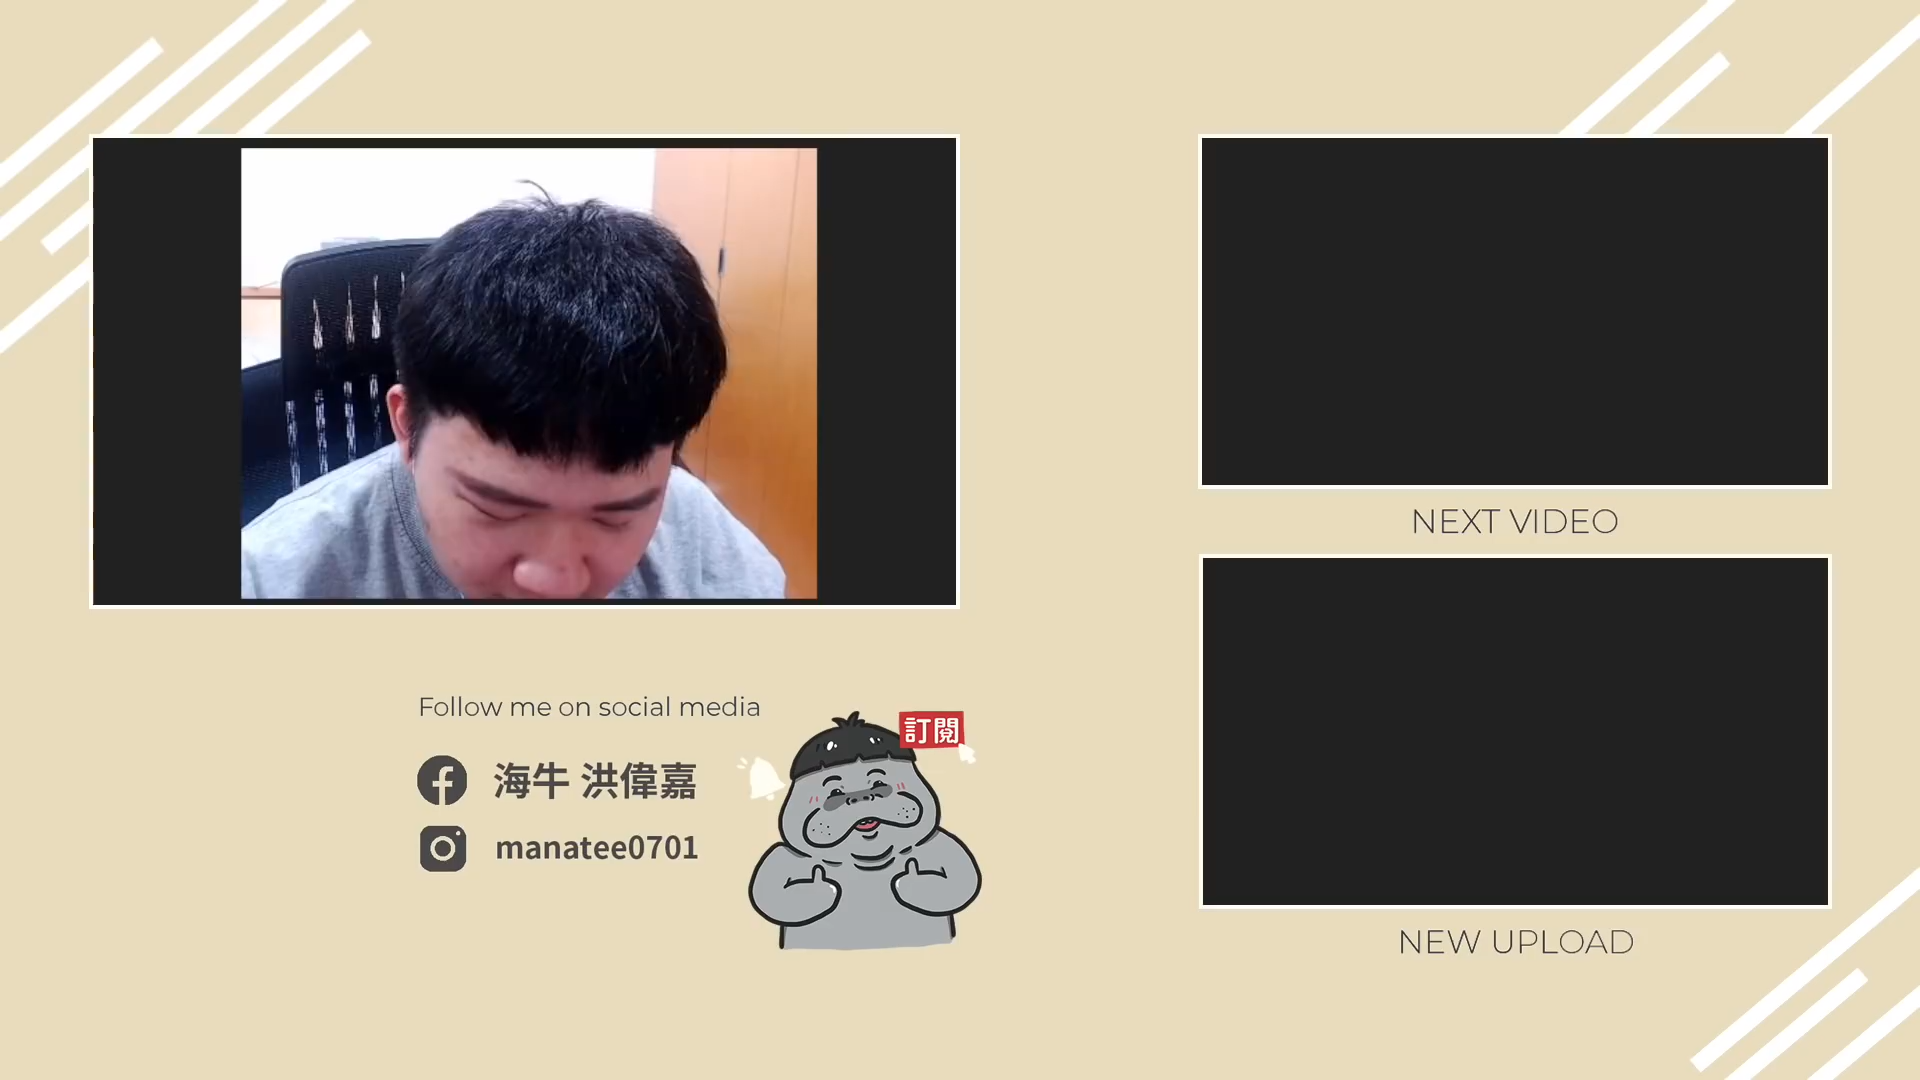 NEXT VIDEO
Follow me on social media
訂閱
海牛 洪偉嘉
manatee0701
NEW UPLOAD